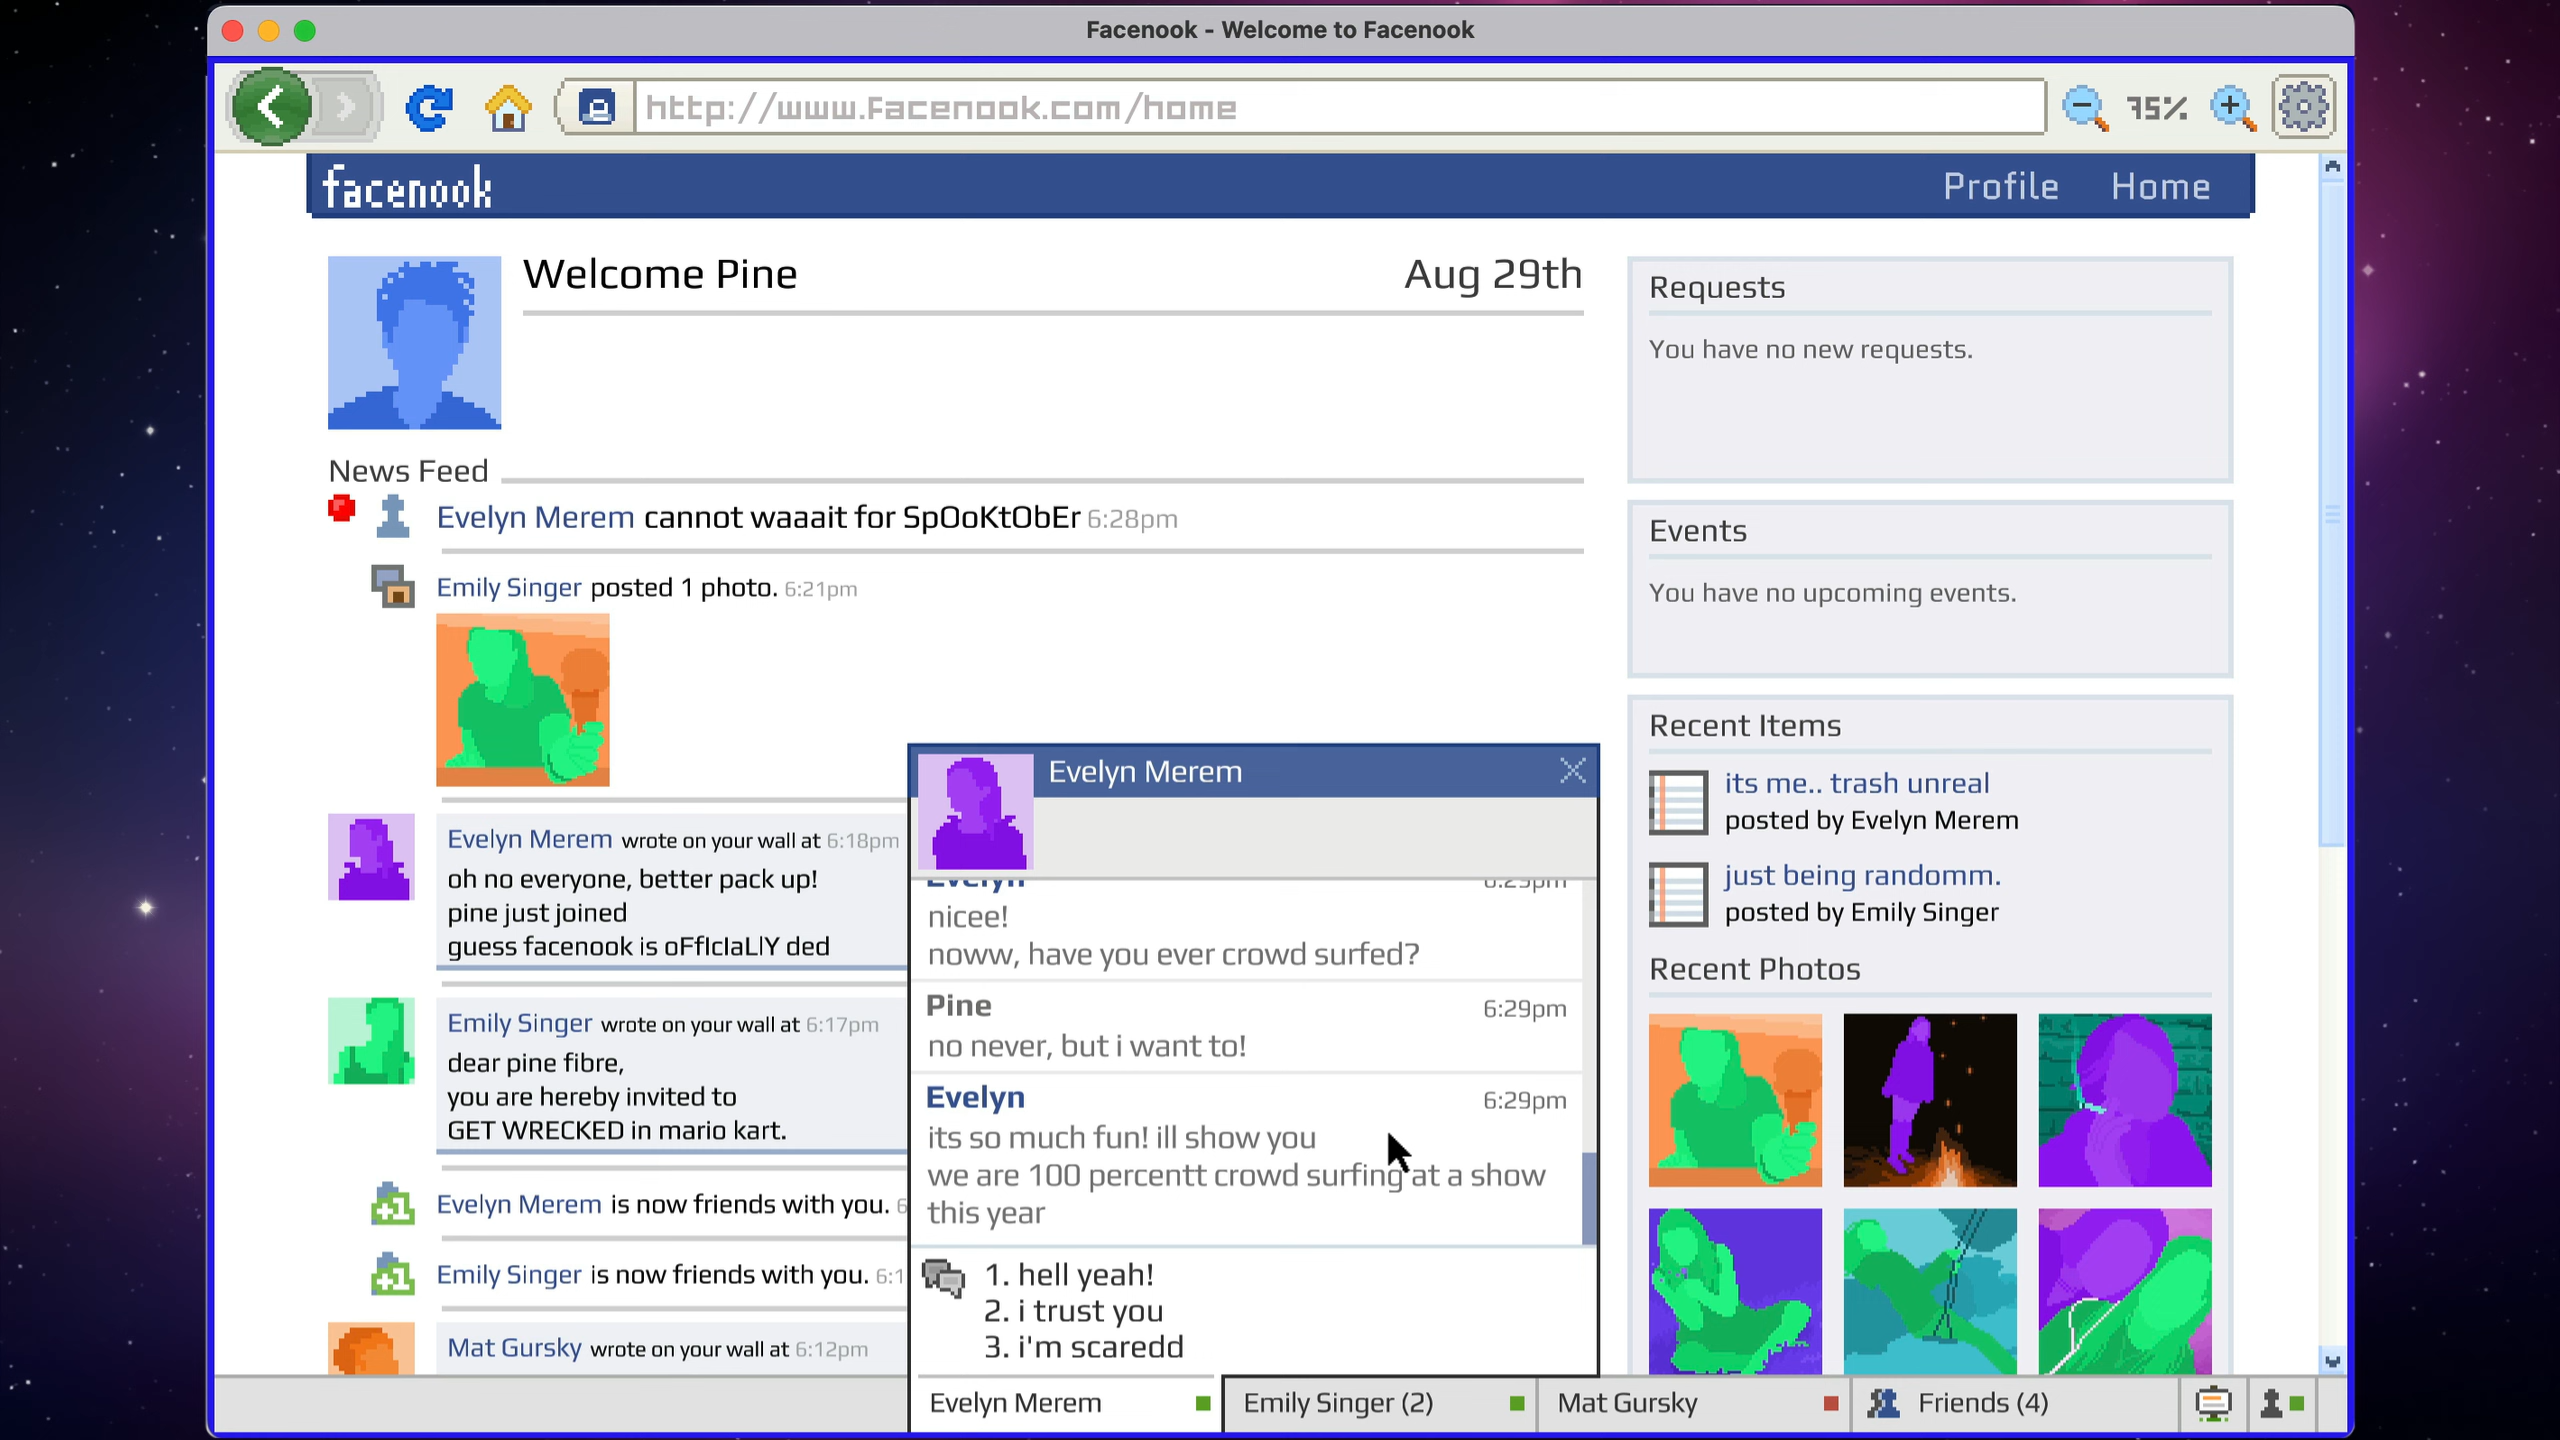 Facenook - Welcome to Facenook
http://www.Facenook.com/home
75%
facenook
Profile
Home
Welcome Pine
Aug 29th
News Feed
Evelyn Merem cannot waaait for SpOoKtObEr 6:28pm
Emily Singer posted 1 photo. 6:21pm
Evelyn Merem wrote on your wall at 6:18pm
oh no everyone, better pack up!
pine just joined
guess facenook is oFfIcIaLlY ded
Emily Singer wrote on your wall at 6:17pm
dear pine fibre,
you are hereby invited to
GET WRECKED in mario kart.
Evelyn Merem is now friends with you.
Emily Singer is now friends with you.
Mat Gursky wrote on your wall at 6:12pm
Evelyn Merem
Evelyn
nicee!
noww, have you ever crowd surfed?
Pine 6:29pm
no never, but i want to!
Evelyn 6:29pm
its so much fun! ill show you
we are 100 percentt crowd surfing at a show
this year
1. hell yeah!
2. i trust you
3. i'm scaredd
Requests
You have no new requests.
Events
You have no upcoming events.
Recent Items
its me.. trash unreal
posted by Evelyn Merem
just being randomm.
posted by Emily Singer
Recent Photos
Evelyn Merem
Emily Singer (2)
Mat Gursky
Friends (4)